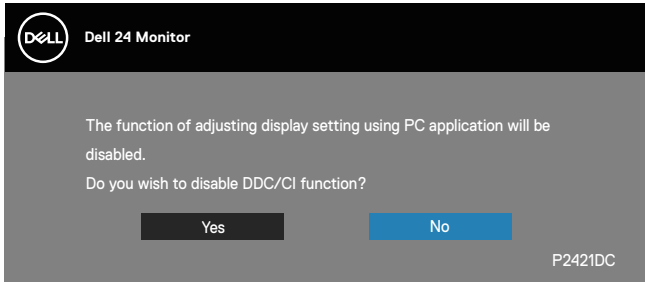 DELL
Dell 24 Monitor
The function of adjusting display setting using PC application will be
disabled.
Do you wish to disable DDC/CI function?
Yes
No
P2421DC